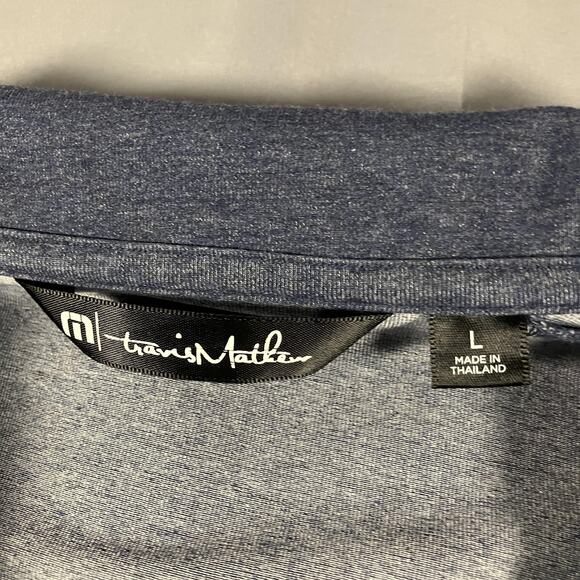 travisMathew
L
MADE IN
THAILAND